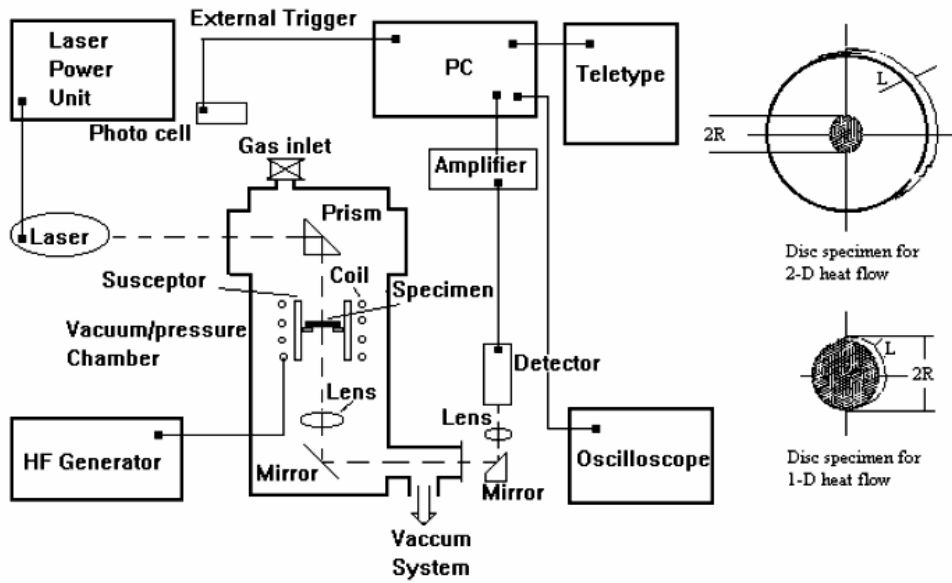 External Trigger
Laser
Power
Unit
PC
Teletype
Photo cell
Gas inlet
Amplifier
L
2R
Prism
Laser
Disc specimen for
2-D heat flow
Susceptor
Coil
Specimen
Vacuum/pressure
Chamber
Detector
L
2R
Lens
Lens
HF Generator
Mirror
Mirror
Oscilloscope
Disc specimen for
1-D heat flow
Vaccum
System